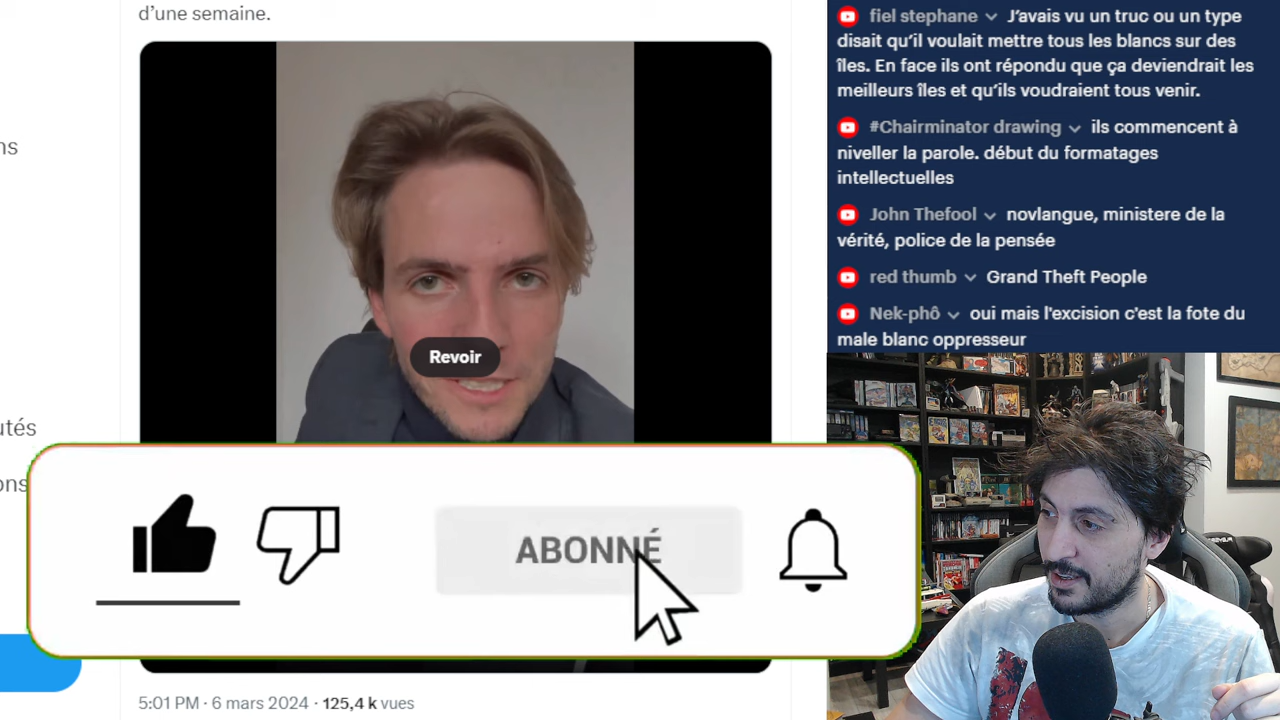 d'une semaine.
ns
utés
ons
Revoir
ABONNÉ
5:01 PM · 6 mars 2024 · 125,4 k vues
fiel stephane J'avais vu un truc ou un type
disait qu'il voulait mettre tous les blancs sur des
îles. En face ils ont répondu que ça deviendrait les
meilleurs îles et qu'ils voudraient tous venir.
#Chairminator drawing ils commencent à
niveller la parole. début du formatages
intellectuelles
John Thefool novlangue, ministere de la
vérité, police de la pensée
red thumb Grand Theft People
Nek-phô oui mais l'excision c'est la fote du
male blanc oppresseur